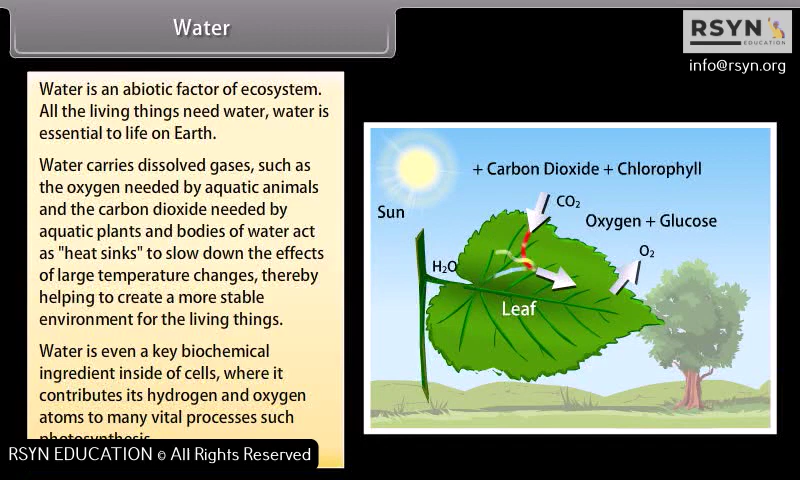 Water
RSYN
EDUCATION
info@rsyn.org
Water is an abiotic factor of ecosystem.
All the living things need water, water is
essential to life on Earth.
Water carries dissolved gases, such as
the oxygen needed by aquatic animals
and the carbon dioxide needed by
aquatic plants and bodies of water act
as "heat sinks" to slow down the effects
of large temperature changes, thereby
helping to create a more stable
environment for the living things.
Water is even a key biochemical
ingredient inside of cells, where it
contributes its hydrogen and oxygen
atoms to many vital processes such
photosynthesis
+ Carbon Dioxide + Chlorophyll
Sun
CO₂
Oxygen + Glucose
O₂
H₂O
Leaf
RSYN EDUCATION © All Rights Reserved